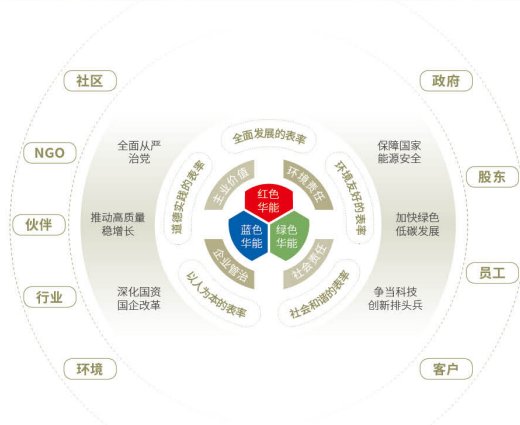 社区
政府
NGO
股东
伙伴
员工
行业
环境
客户
全面从严
治党
推动高质量
稳增长
深化国资
国企改革
保障国家
能源安全
加快绿色
低碳发展
争当科技
创新排头兵
全面发展的表率
道德实践的表率
环境友好的表率
以人为本的表率
社会和谐的表率
主业价值
环境责任
企业管治
社会责任
红色
华能
蓝色
华能
绿色
华能